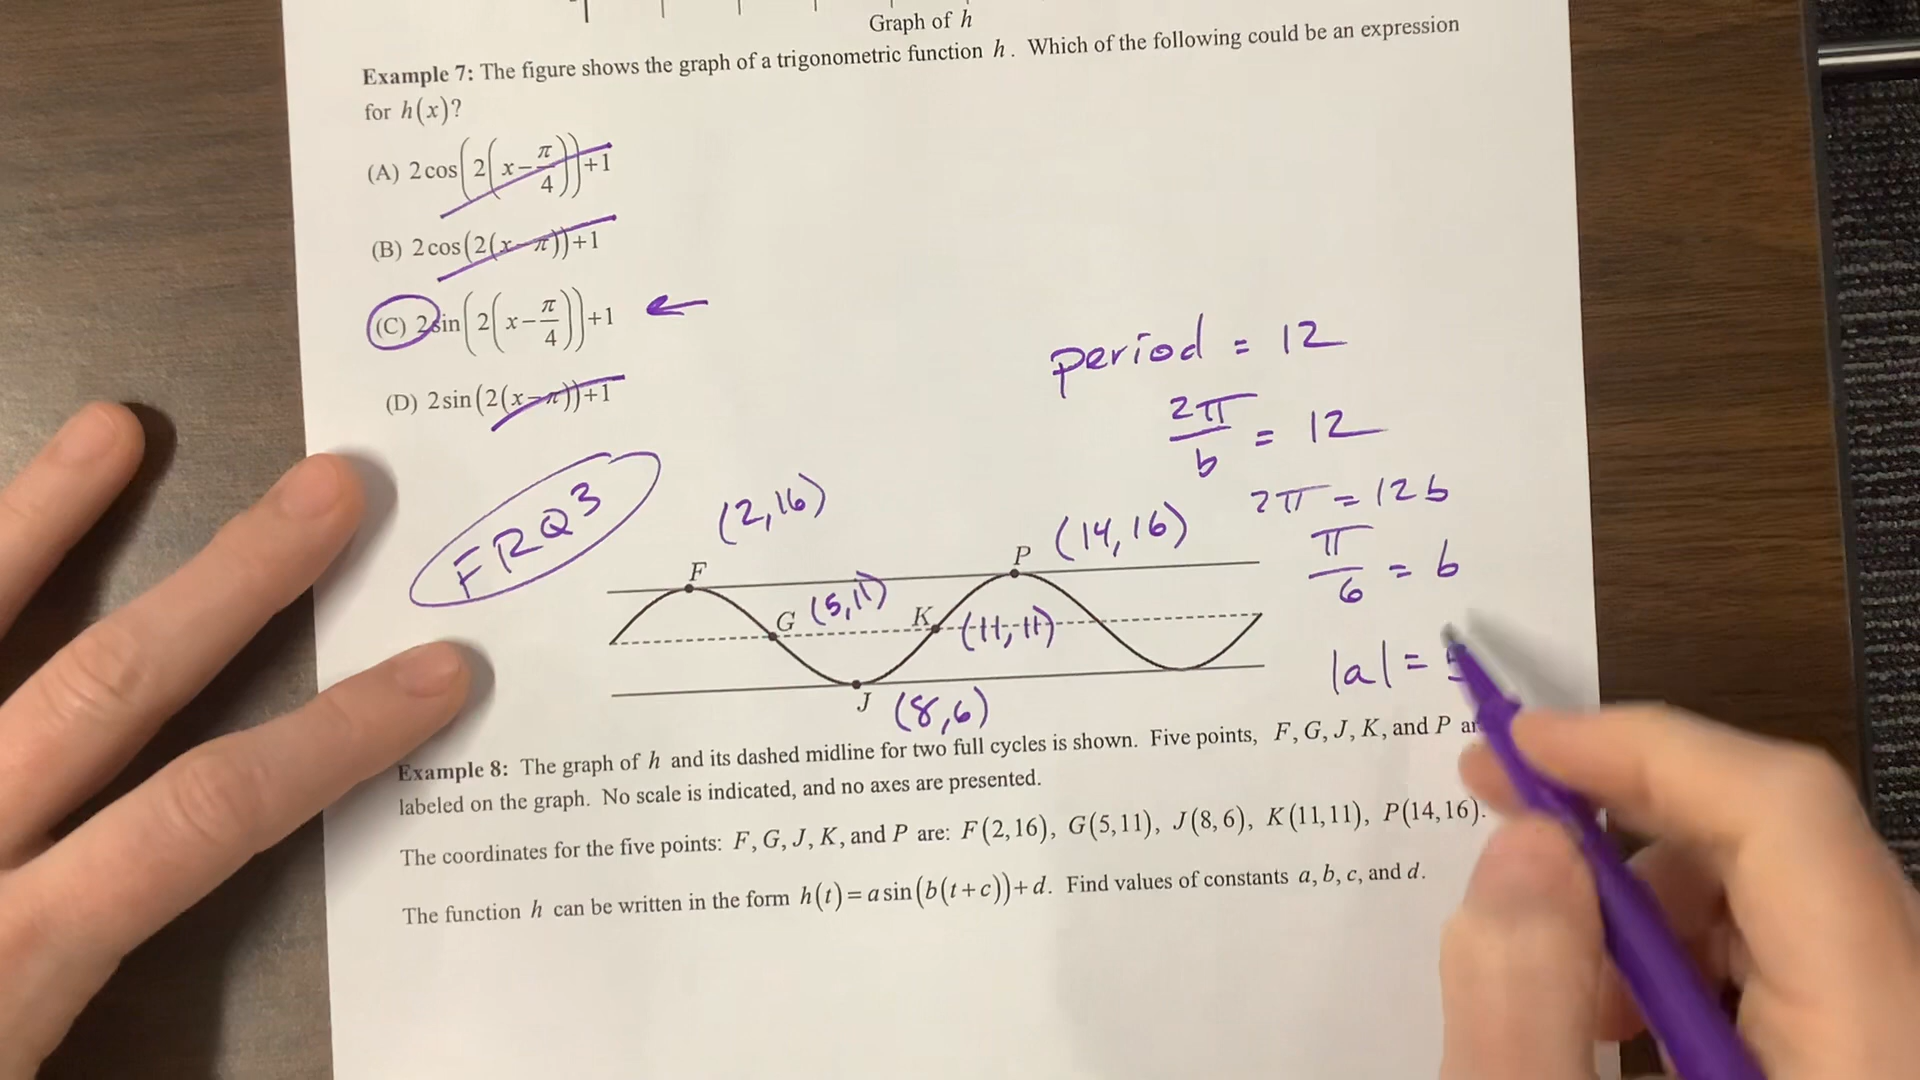 Graph of h
Example 7: The figure shows the graph of a trigonometric function h. Which of the following could be an expression
for h(x)?
(A) 2cos(2(x−π/4))+1
(B) 2cos(2(x−π))+1
(C) 2sin(2(x−π/4))+1 ←
(D) 2sin(2(x−π))+1
period = 12
2π/b = 12
2π = 12b
π/6 = b
|a| =
FRQ3
(2,16)
(14,16)
F
P
G (5,11)
K (11,11)
J (8,6)
Example 8: The graph of h and its dashed midline for two full cycles is shown. Five points, F, G, J, K, and P
labeled on the graph. No scale is indicated, and no axes are presented.
The coordinates for the five points: F, G, J, K, and P are: F(2,16), G(5,11), J(8,6), K(11,11), P(14,16).
The function h can be written in the form h(t)=a sin(b(t+c))+d. Find values of constants a, b, c, and d.